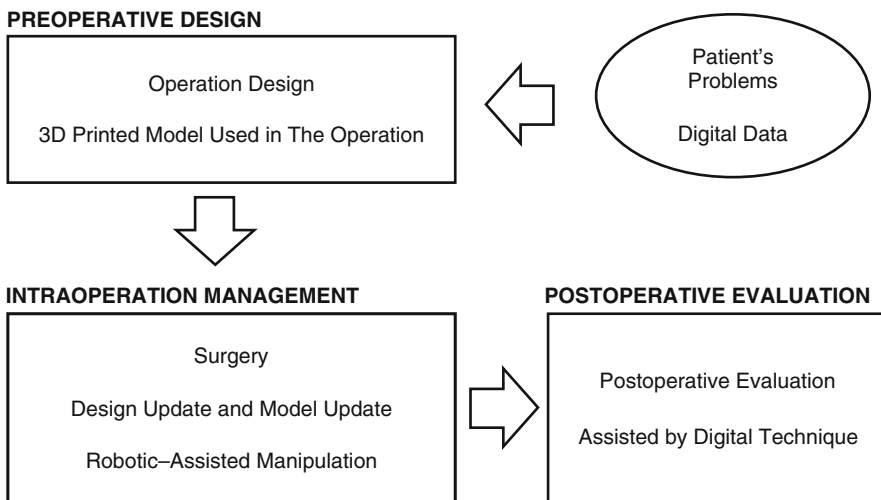 PREOPERATIVE DESIGN
Operation Design
3D Printed Model Used in The Operation
Patient's
Problems
Digital Data
INTRAOPERATION MANAGEMENT
Surgery
Design Update and Model Update
Robotic–Assisted Manipulation
POSTOPERATIVE EVALUATION
Postoperative Evaluation
Assisted by Digital Technique